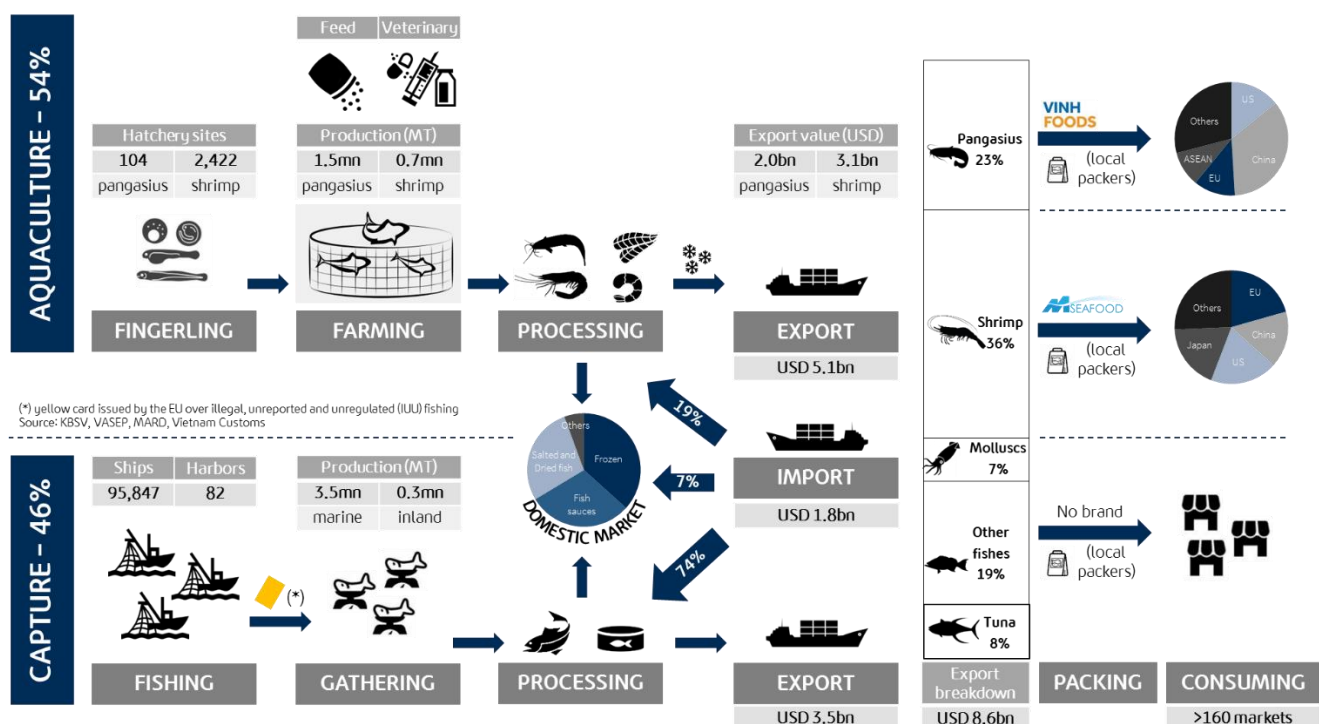 AQUACULTURE – 54%
Feed
Veterinary
Hatchery sites
104
2,422
pangasius
shrimp
Production (MT)
1.5mn
0.7mn
pangasius
shrimp
Export value (USD)
2.0bn
3.1bn
pangasius
shrimp
FINGERLING
FARMING
PROCESSING
EXPORT
USD 5.1bn
(*) yellow card issued by the EU over illegal, unreported and unregulated (IUU) fishing
Source: KBSV, VASEP, MARD, Vietnam Customs
CAPTURE – 46%
Ships
Harbors
95,847
82
Production (MT)
3.5mn
0.3mn
marine
inland
(*)
Others
Frozen
Salted and
Dried fish
Fish
sauces
DOMESTIC MARKET
19%
7%
74%
IMPORT
USD 1.8bn
FISHING
GATHERING
PROCESSING
EXPORT
USD 3.5bn
Pangasius
23%
Shrimp
36%
Molluscs
7%
Other
fishes
19%
Tuna
8%
Export
breakdown
USD 8.6bn
VINH
FOODS
(local
packers)
US
Others
China
ASEAN
EU
M SEAFOOD
(local
packers)
Others
EU
China
Japan
US
No brand
(local
packers)
PACKING
CONSUMING
>160 markets